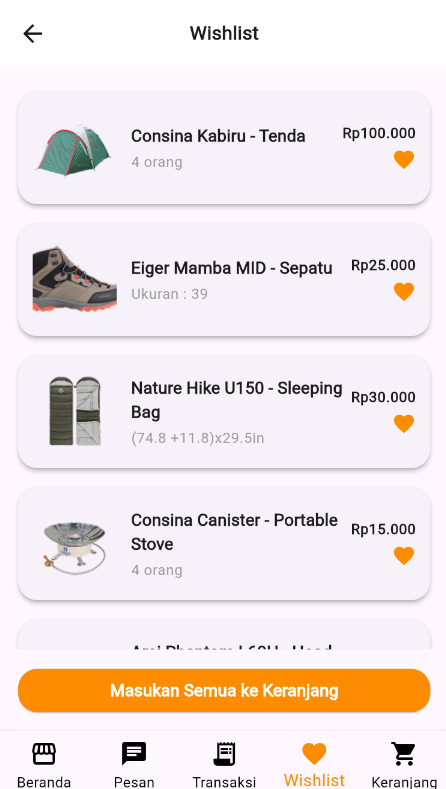 Wishlist
Consina Kabiru - Tenda
Rp100.000
4 orang
Eiger Mamba MID - Sepatu
Rp25.000
Ukuran : 39
Nature Hike U150 - Sleeping
Bag
Rp30.000
(74.8 +11.8)x29.5in
Consina Canister - Portable
Stove
Rp15.000
4 orang
Masukan Semua ke Keranjang
Beranda
Pesan
Transaksi
Wishlist
Keranjang